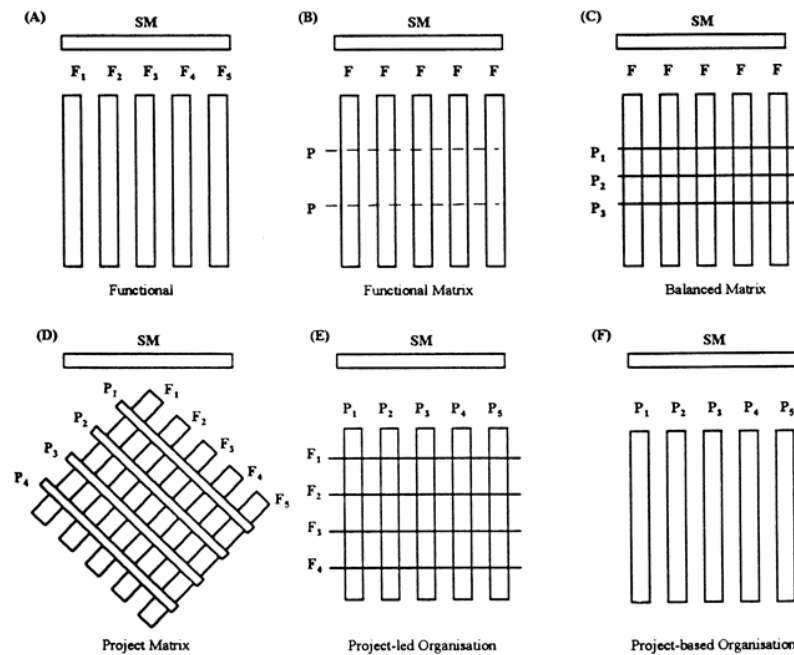 (A)
SM
F1 F2 F3 F4 F5
Functional
(B)
SM
F F F F F
P
P
Functional Matrix
(C)
SM
F F F F F
P1
P2
P3
Balanced Matrix
(D)
SM
P1 F1
P2 F2
P3 F3
P4 F4
F5
Project Matrix
(E)
SM
P1 P2 P3 P4 P5
F1
F2
F3
F4
Project-led Organisation
(F)
SM
P1 P2 P3 P4 P5
Project-based Organisation